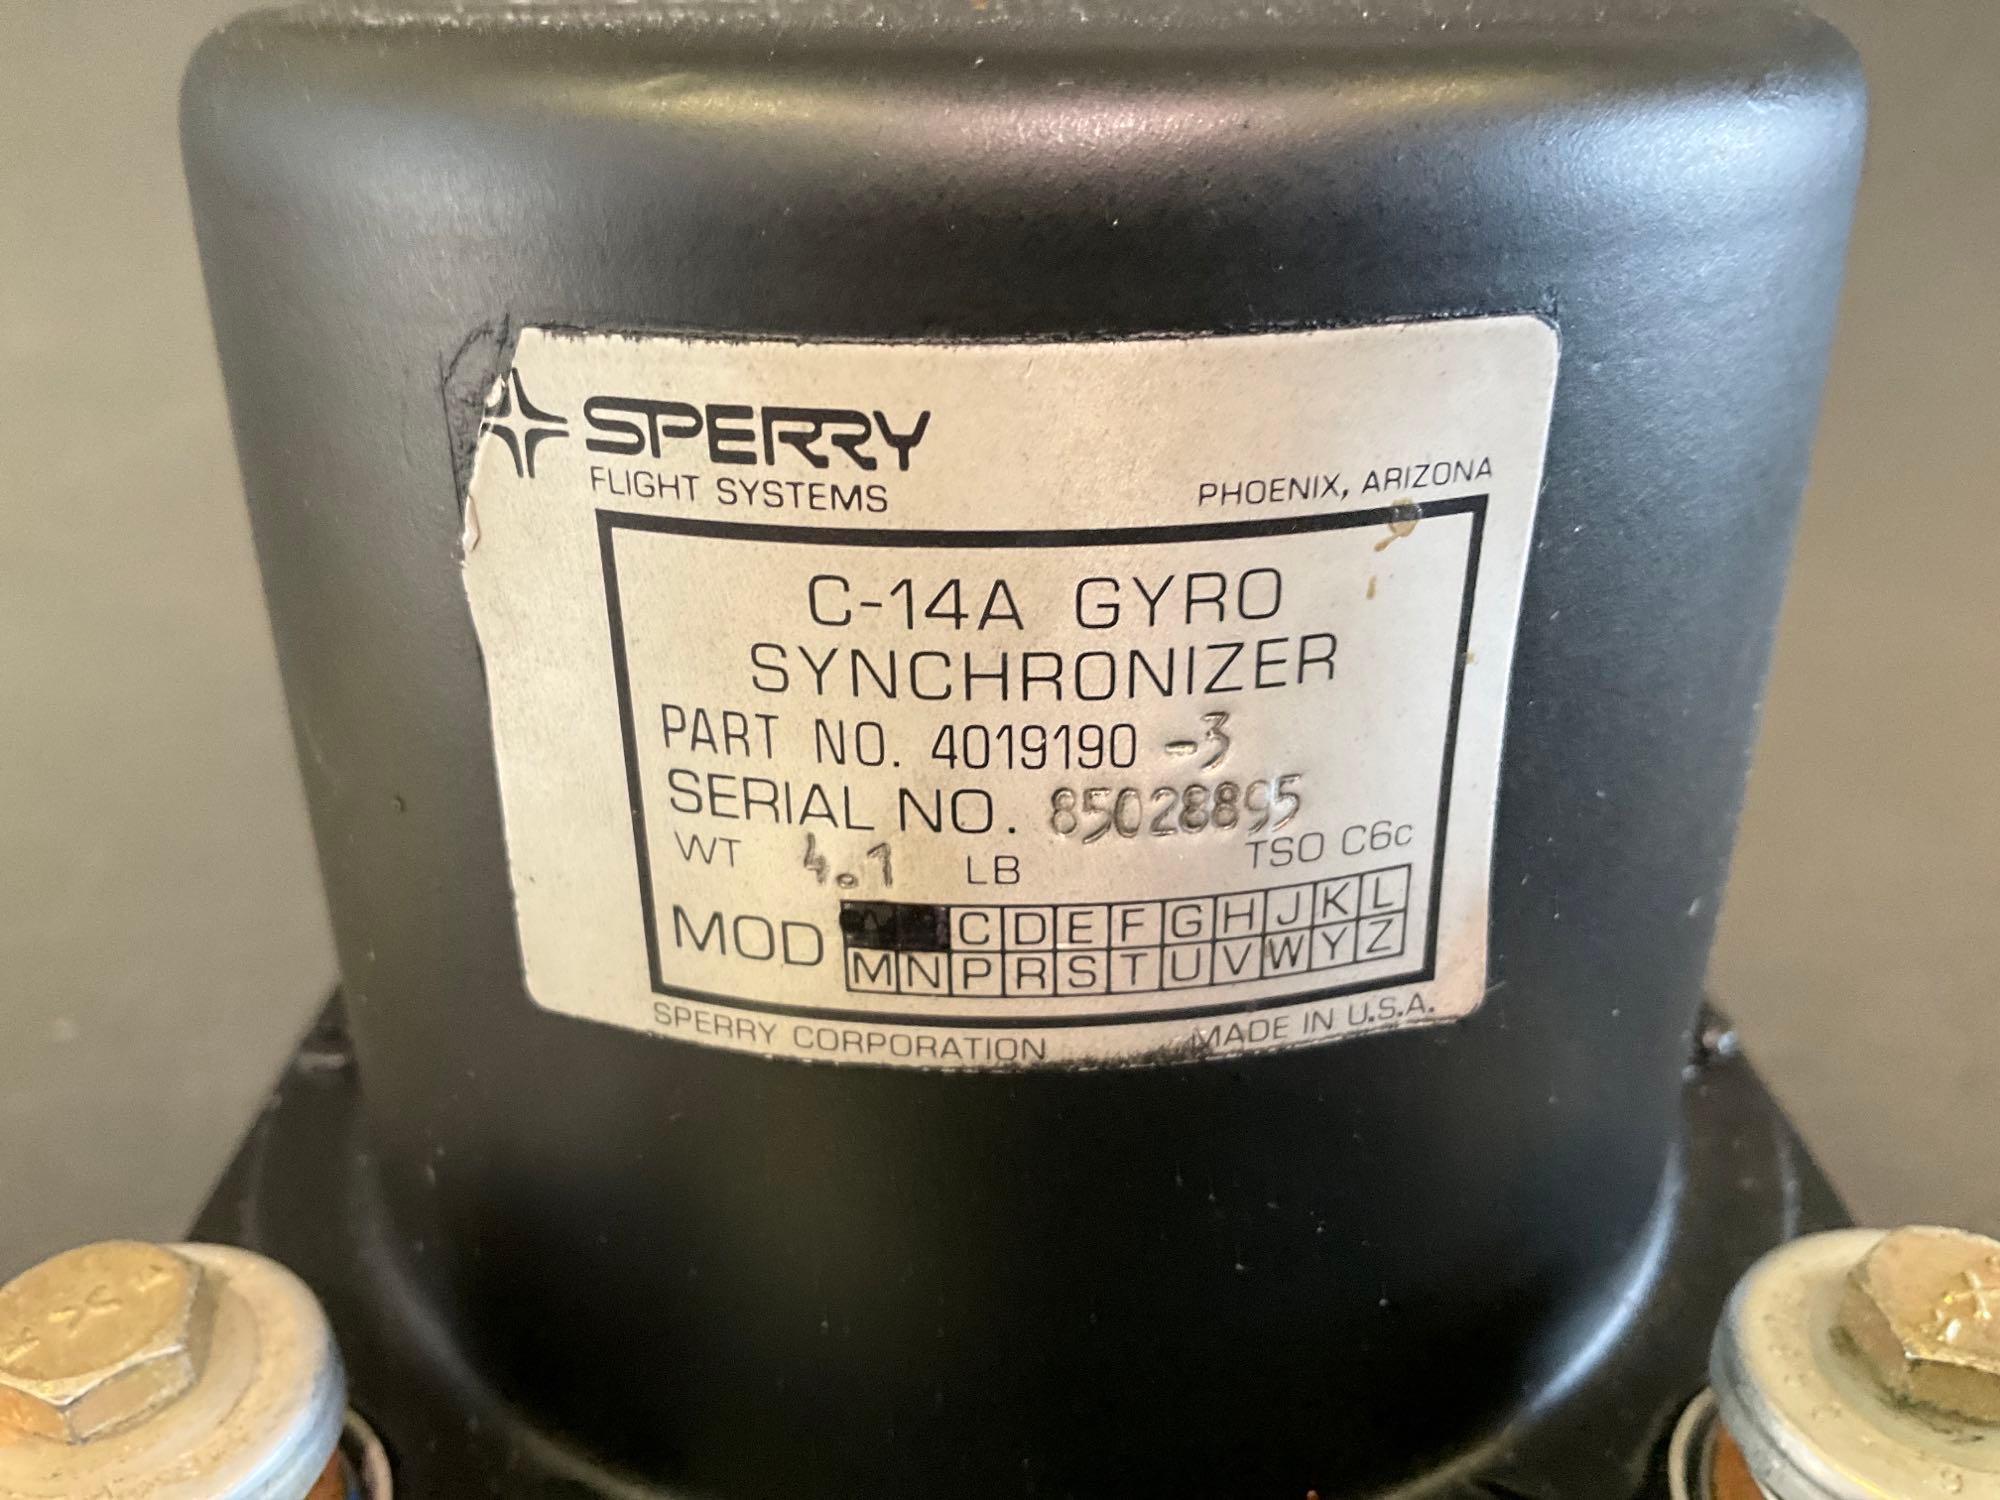 SPERRY
FLIGHT SYSTEMS
PHOENIX, ARIZONA
C-14A GYRO
SYNCHRONIZER
PART NO. 4019190 -3
SERIAL NO. 85028895
WT 4.1 LB TSO C6c
MOD C D E F G H J K L
M N P R S T U V W Y Z
SPERRY CORPORATION MADE IN U.S.A.